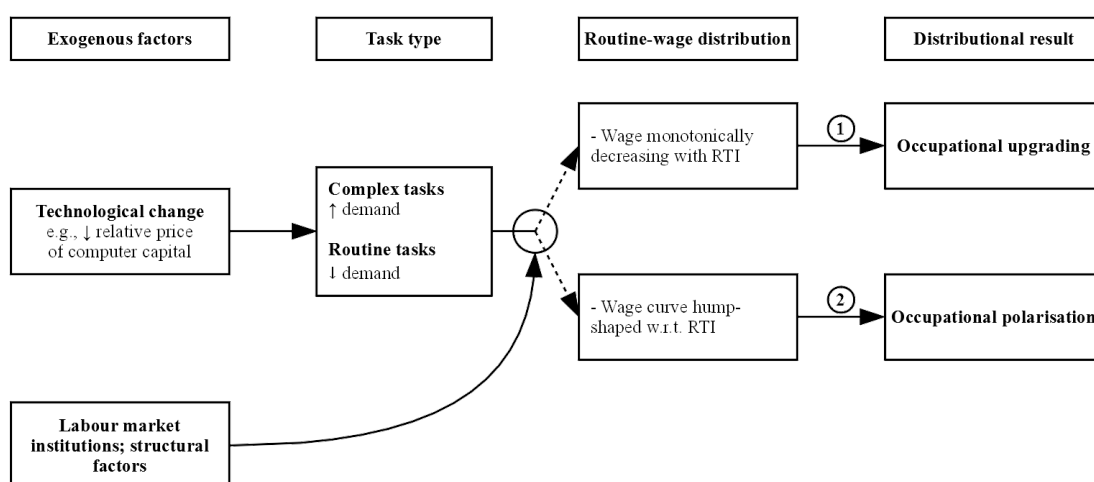 Exogenous factors
Task type
Routine-wage distribution
Distributional result
- Wage monotonically
decreasing with RTI
1
Occupational upgrading
Technological change
e.g., ↓ relative price
of computer capital
Complex tasks
↑ demand
Routine tasks
↓ demand
- Wage curve hump-
shaped w.r.t. RTI
2
Occupational polarisation
Labour market
institutions; structural
factors